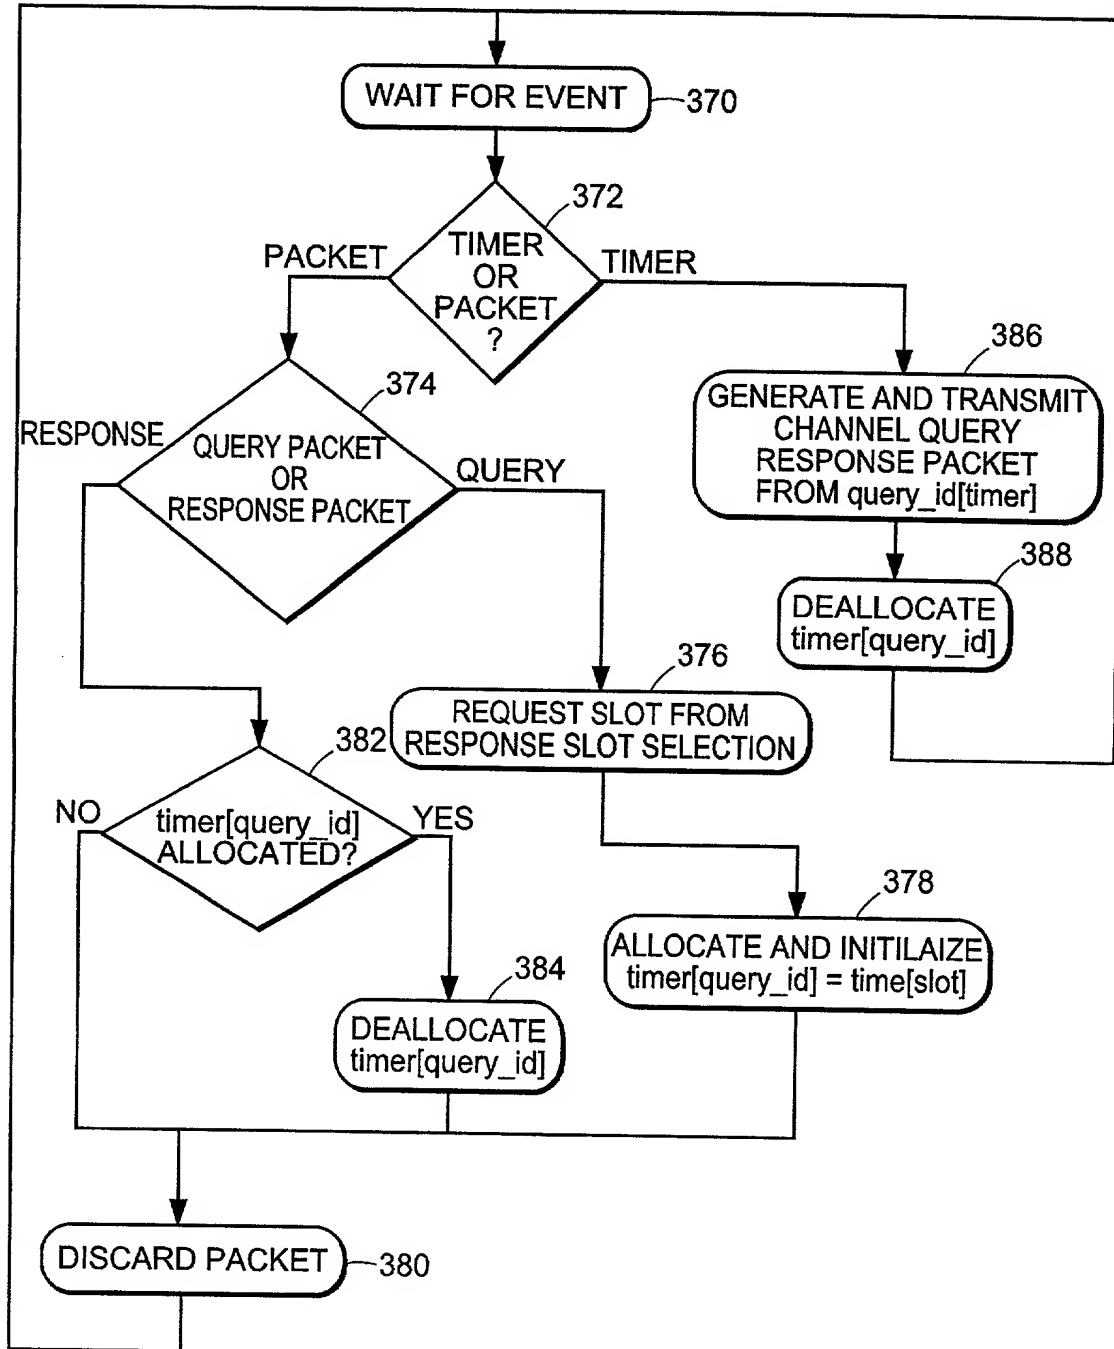 WAIT FOR EVENT
370
372
TIMER
OR
PACKET
?
PACKET
TIMER
374
386
GENERATE AND TRANSMIT
CHANNEL QUERY
RESPONSE PACKET
FROM query_id[timer]
RESPONSE
QUERY PACKET
OR
RESPONSE PACKET
QUERY
388
DEALLOCATE
timer[query_id]
376
REQUEST SLOT FROM
RESPONSE SLOT SELECTION
382
NO
timer[query_id]
ALLOCATED?
YES
378
ALLOCATE AND INITILAIZE
timer[query_id] = time[slot]
384
DEALLOCATE
timer[query_id]
DISCARD PACKET
380